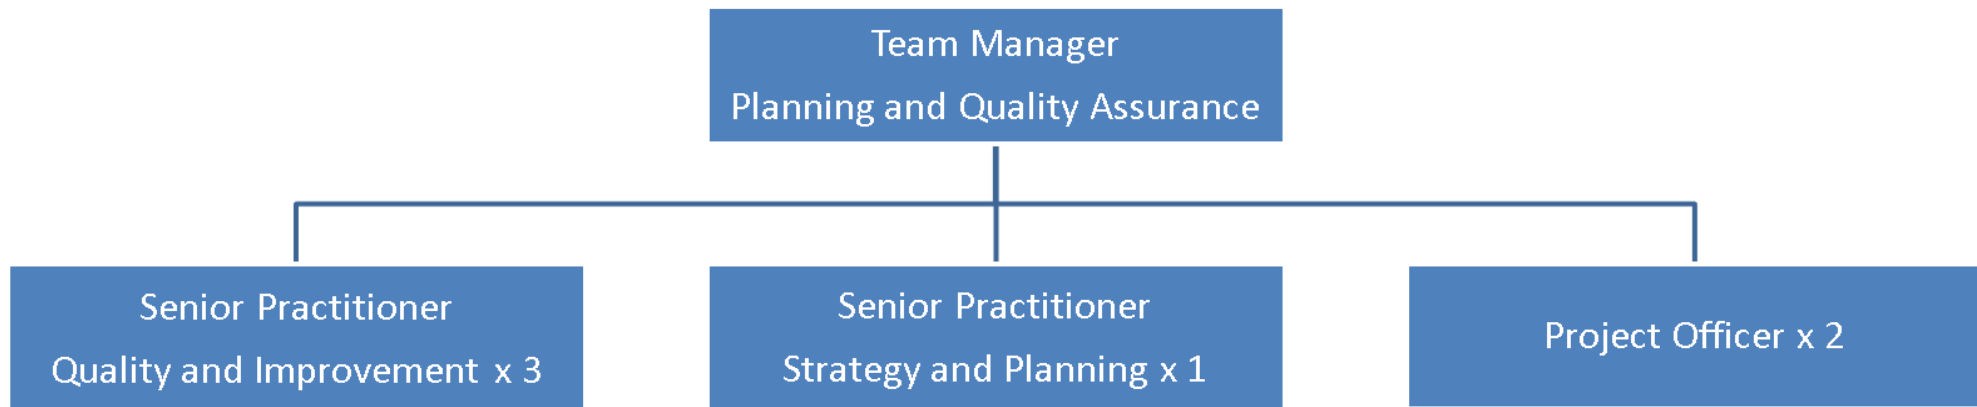 Team Manager
Planning and Quality Assurance
Senior Practitioner
Quality and Improvement x 3
Senior Practitioner
Strategy and Planning x 1
Project Officer x 2